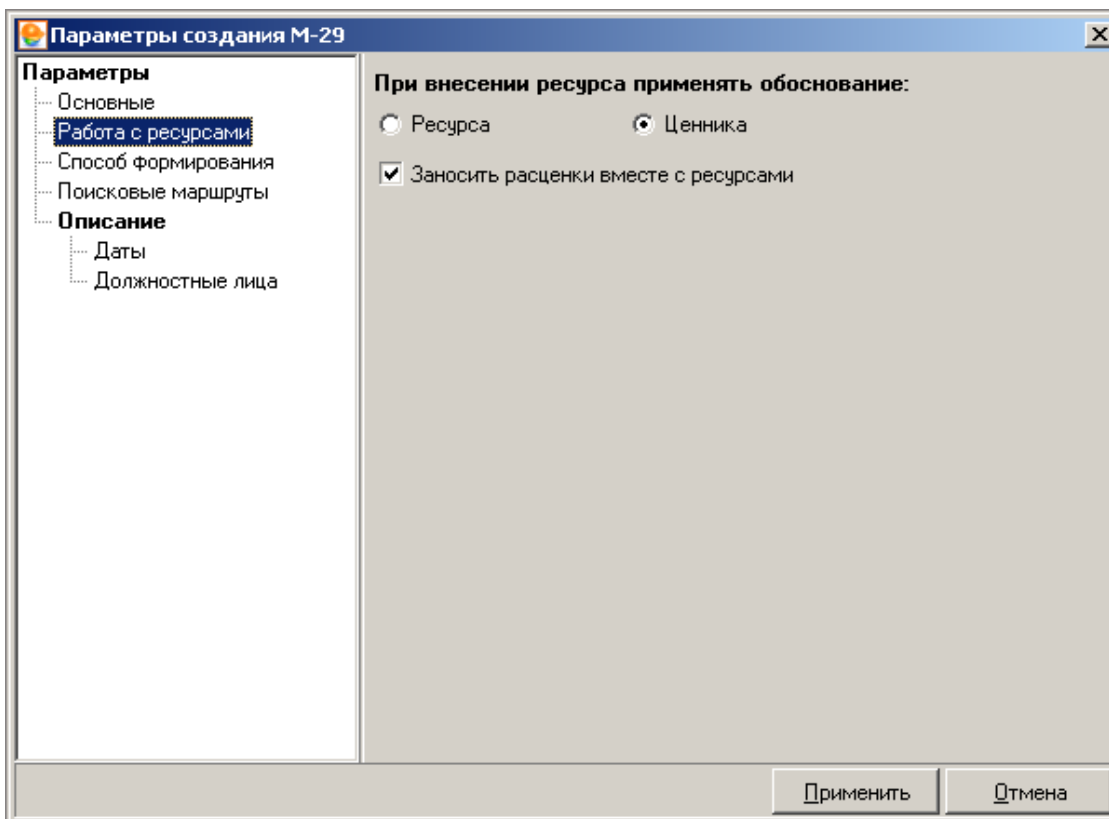 Параметры создания М-29
Параметры
Основные
Работа с ресурсами
Способ формирования
Поисковые маршруты
Описание
Даты
Должностные лица
При внесении ресурса применять обоснование:
Ресурса Ценника
Заносить расценки вместе с ресурсами
Применить Отмена